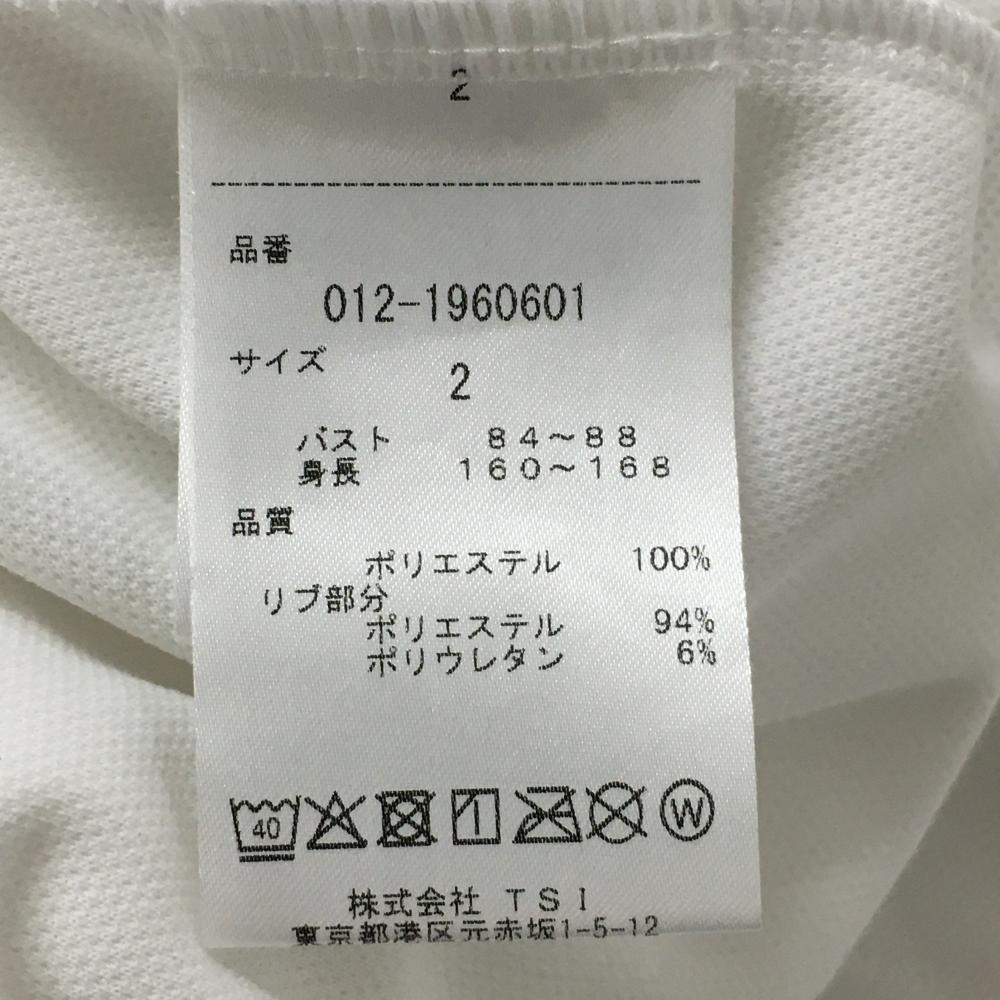 2
品番
012-1960601
サイズ
2
バスト 84～88
身長 160～168
品質
ポリエステル 100%
リブ部分
ポリエステル 94%
ポリウレタン 6%
40 W
株式会社 TSI
東京都港区元赤坂1-5-12